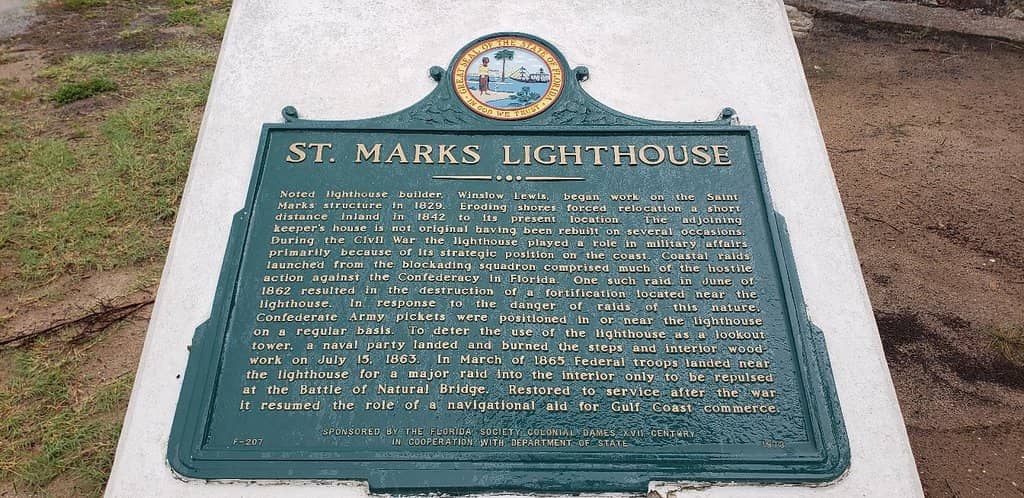 GREAT SEAL OF THE STATE OF FLORIDA
IN GOD WE TRUST
ST. MARKS LIGHTHOUSE
Noted lighthouse builder, Winslow Lewis, began work on the Saint
Marks structure in 1829. Eroding shores forced relocation a short
distance inland in 1842 to its present location. The adjoining
keeper's house is not original having been rebuilt on several occasions.
During the Civil War the lighthouse played a role in military affairs
primarily because of its strategic position on the coast. Coastal raids
launched from the blockading squadron comprised much of the hostile
action against the Confederacy in Florida. One such raid in June of
1862 resulted in the destruction of a fortification located near the
lighthouse. In response to the danger of raids of this nature,
Confederate Army pickets were positioned in or near the lighthouse
on a regular basis. To deter the use of the lighthouse as a lookout
tower, a naval party landed and burned the steps and interior wood-
work on July 15, 1863. In March of 1865 Federal troops landed near
the lighthouse for a major raid into the interior only to be repulsed
at the Battle of Natural Bridge. Restored to service after the war
it resumed the role of a navigational aid for Gulf Coast commerce.
SPONSORED BY THE FLORIDA SOCIETY COLONIAL DAMES XVII CENTURY
F-207 IN COOPERATION WITH DEPARTMENT OF STATE